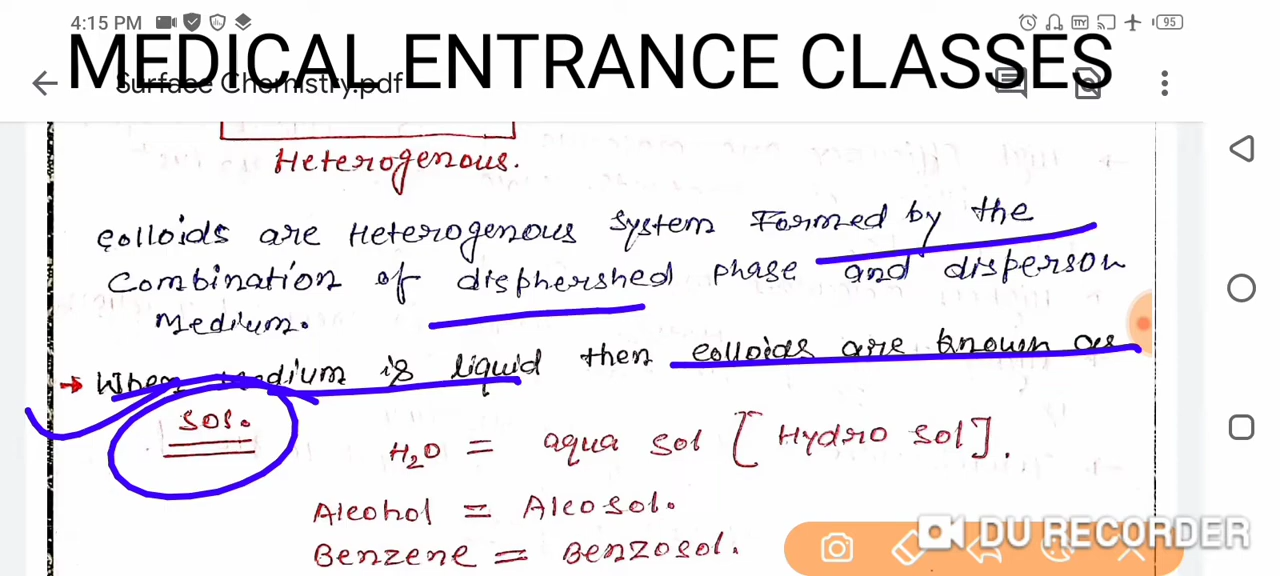 4:15 PM
95
MEDICAL ENTRANCE CLASSES
Surface Chemistry.pdf
Heterogenous.
colloids are Heterogenous system Formed by the
Combination of disphershed phase and disperson
Medium.
→ When medium is liquid then colloids are known as
sos.
H₂O = aqua sol [Hydro sol].
Alcohol = Alcosol.
Benzene = Benzosol.
DU RECORDER